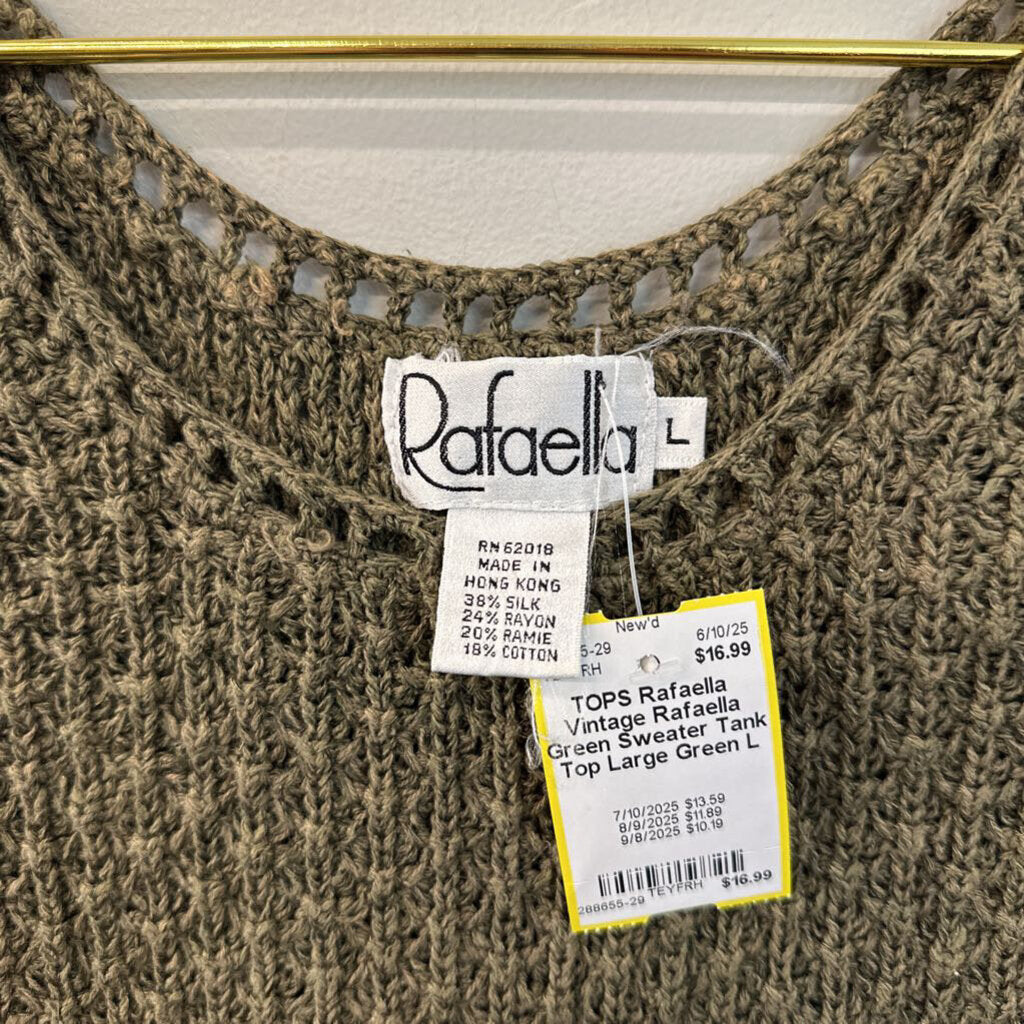 Rafaella
L
RN 62018
MADE IN
HONG KONG
38% SILK
24% RAYON
20% RAMIE
18% COTTON
New'd
5-29 6/10/25
RH $16.99
TOPS Rafaella
Vintage Rafaella
Green Sweater Tank
Top Large Green L
7/10/2025 $13.59
8/9/2025 $11.89
9/8/2025 $10.19
288655-29 TEYFRH $16.99